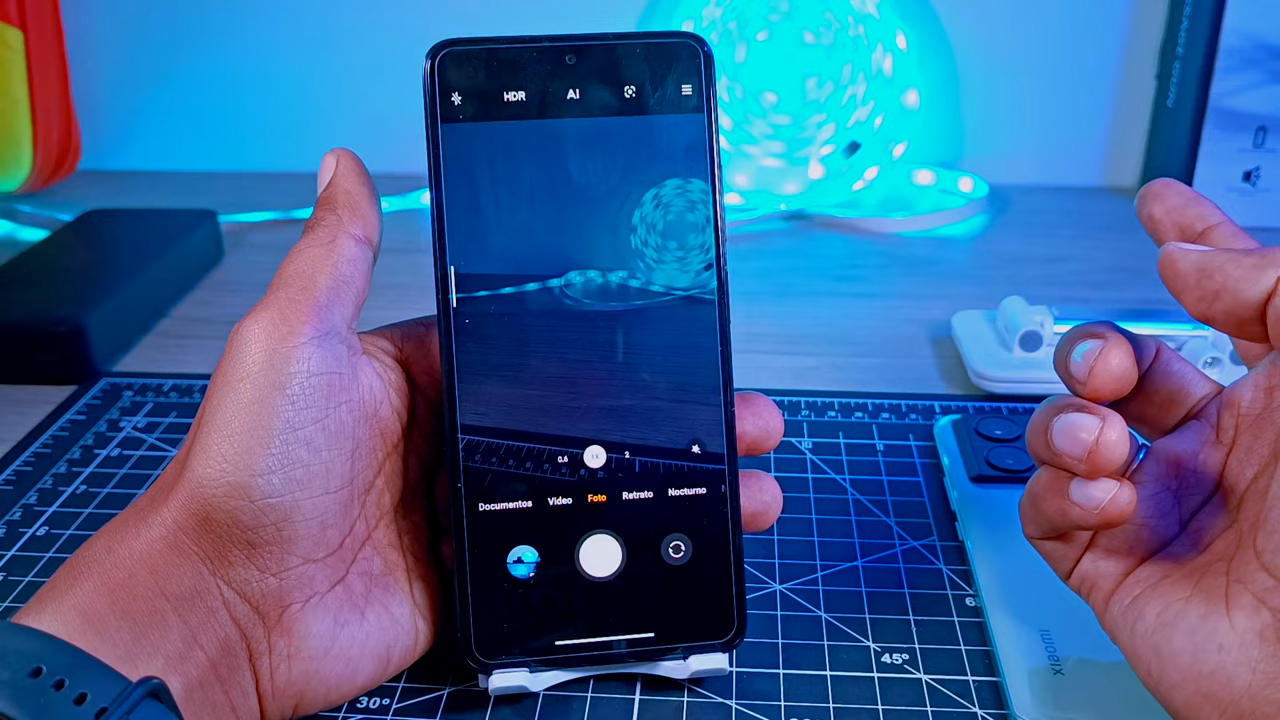 HDR
AI
0.6
1X
2
Documentos
Video
Foto
Retrato
Nocturno
xiaomi
45°
30°